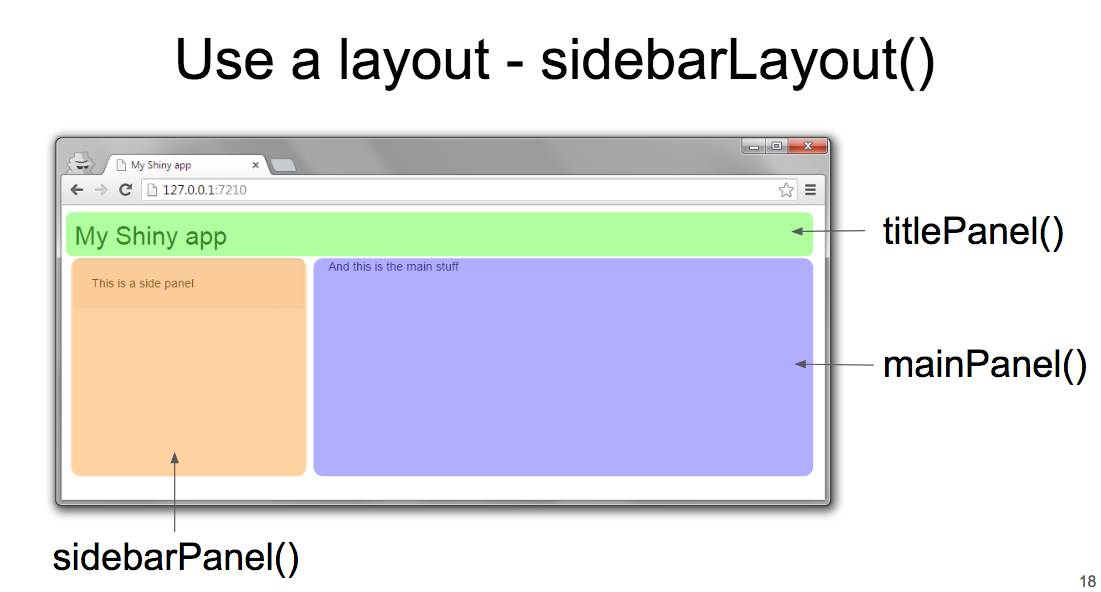 Use a layout - sidebarLayout()
My Shiny app
127.0.0.1:7210
My Shiny app
titlePanel()
This is a side panel
And this is the main stuff
mainPanel()
sidebarPanel()
18